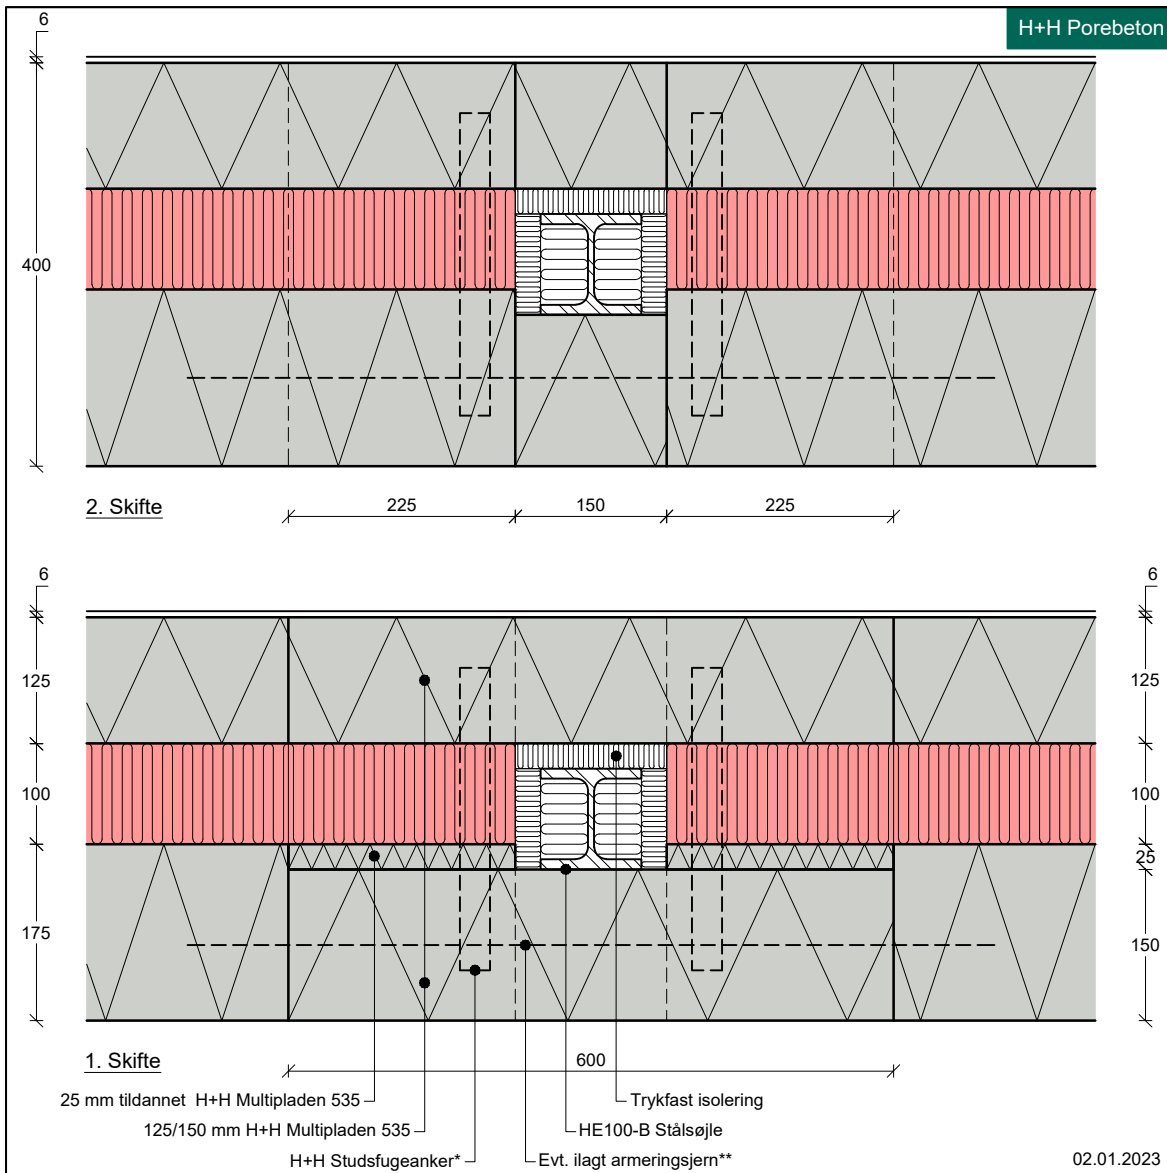 6
H+H Porebeton
400
2. Skifte
225
150
225
6
6
125
125
100
100
25
175
150
1. Skifte
600
25 mm tildannet H+H Multipladen 535
Trykfast isolering
125/150 mm H+H Multipladen 535
HE100-B Stålsøjle
H+H Studsfugeanker*
Evt. ilagt armeringsjern**
02.01.2023